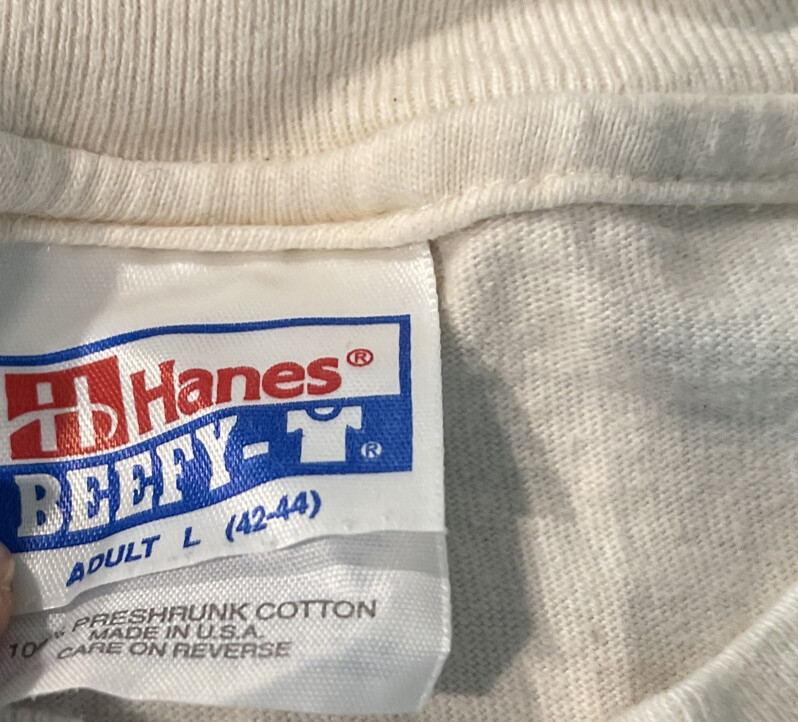 Hanes®
BEEFY-®
ADULT L (42-44)
PRESHRUNK COTTON
MADE IN U.S.A.
CARE ON REVERSE